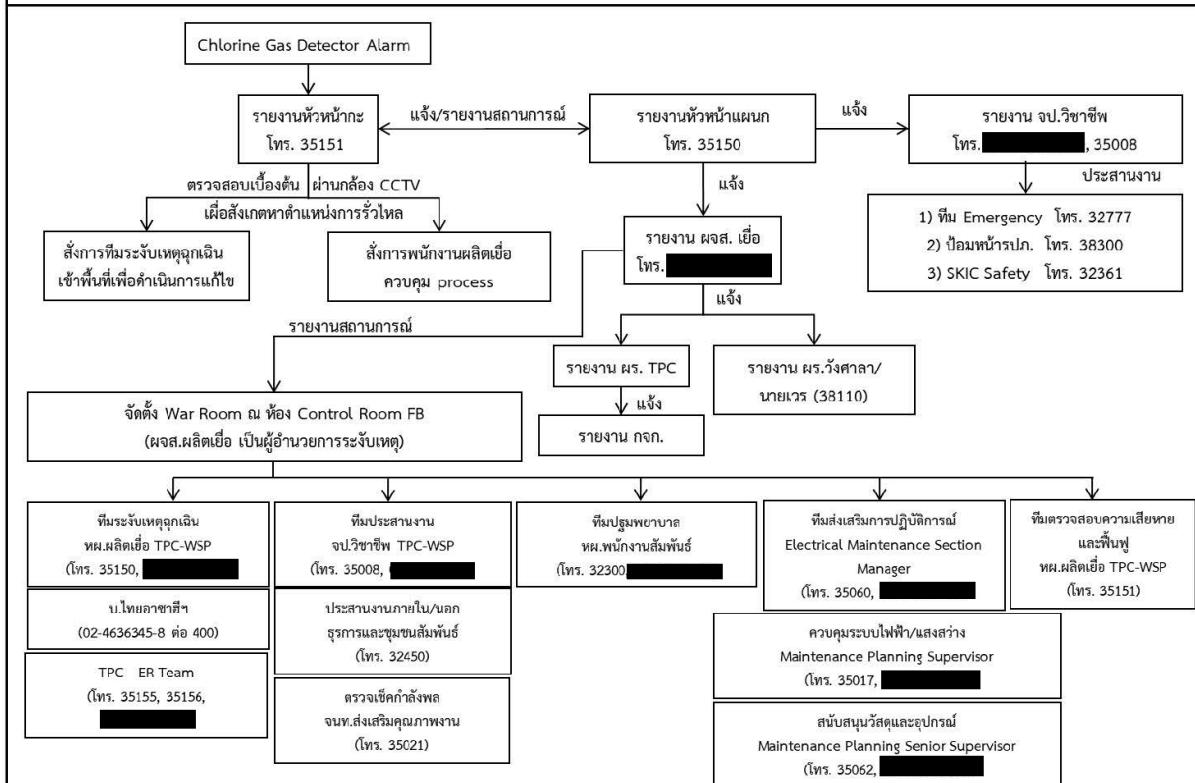 Chlorine Gas Detector Alarm
รายงานหัวหน้ากะ
โทร. 35151
แจ้ง/รายงานสถานการณ์
รายงานหัวหน้าแผนก
โทร. 35150
แจ้ง
รายงาน จป.วิชาชีพ
โทร. , 35008
ตรวจสอบเบื้องต้น ผ่านกล้อง CCTV
เผื่อสังเกตหาตำแหน่งการรั่วไหล
แจ้ง
ประสานงาน
สั่งการทีมระงับเหตุฉุกเฉิน
เข้าพื้นที่เพื่อดำเนินการแก้ไข
สั่งการพนักงานผลิตเยื่อ
ควบคุม process
รายงาน ผจส. เยื่อ
โทร.
1) ทีม Emergency โทร. 32777
2) ป้อมหน้ารปภ. โทร. 38300
3) SKIC Safety โทร. 32361
แจ้ง
รายงานสถานการณ์
รายงาน ผร. TPC
รายงาน ผร.วังศาลา/
นายเวร (38110)
แจ้ง
รายงาน กจก.
จัดตั้ง War Room ณ ห้อง Control Room FB
(ผจส.ผลิตเยื่อ เป็นผู้อำนวยการระงับเหตุ)
ทีมระงับเหตุฉุกเฉิน
หผ.ผลิตเยื่อ TPC-WSP
(โทร. 35150,
บ.ไทยอาซาฮีฯ
(02-4636345-8 ต่อ 400)
TPC ER Team
(โทร. 35155, 35156,
ทีมประสานงาน
จป.วิชาชีพ TPC-WSP
(โทร. 35008,
ประสานงานภายใน/นอก
ธุรการและชุมชนสัมพันธ์
(โทร. 32450)
ตรวจเช็คกำลังพล
จนท.ส่งเสริมคุณภาพงาน
(โทร. 35021)
ทีมปฐมพยาบาล
หผ.พนักงานสัมพันธ์
(โทร. 32300,
ทีมส่งเสริมการปฏิบัติการณ์
Electrical Maintenance Section
Manager
(โทร. 35060,
ควบคุมระบบไฟฟ้า/แสงสว่าง
Maintenance Planning Supervisor
(โทร. 35017,
สนับสนุนวัสดุและอุปกรณ์
Maintenance Planning Senior Supervisor
(โทร. 35062,
ทีมตรวจสอบความเสียหาย
และฟื้นฟู
หผ.ผลิตเยื่อ TPC-WSP
(โทร. 35151)